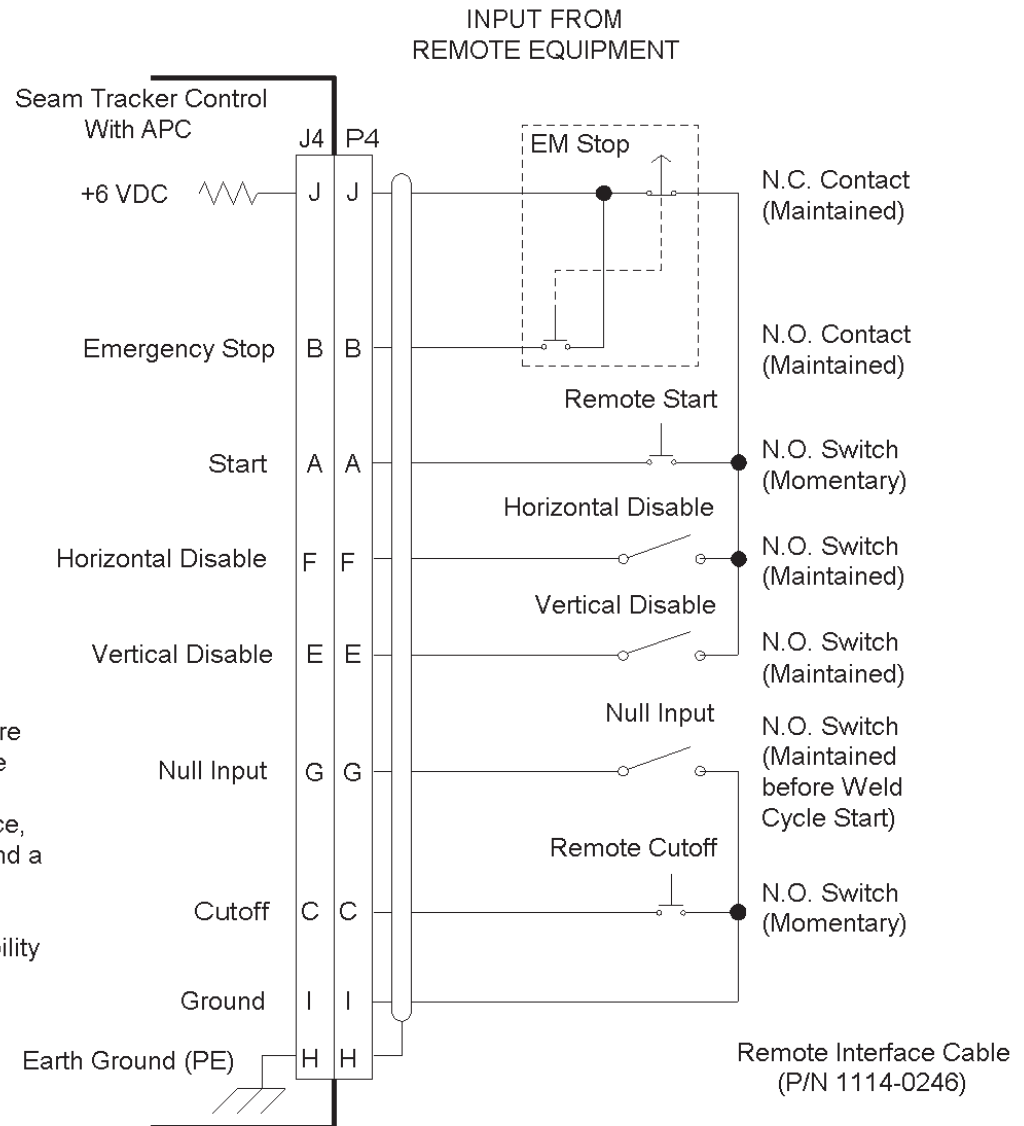 INPUT FROM
REMOTE EQUIPMENT
Seam Tracker Control
With APC
J4 P4
EM Stop
+6 VDC
J J
N.C. Contact
(Maintained)
Emergency Stop
B B
N.O. Contact
(Maintained)
Remote Start
Start
A A
N.O. Switch
(Momentary)
Horizontal Disable
Horizontal Disable
F F
N.O. Switch
(Maintained)
Vertical Disable
Vertical Disable
E E
N.O. Switch
(Maintained)
re
e
ce,
nd a
ility
Null Input
Null Input
G G
N.O. Switch
(Maintained
before Weld
Cycle Start)
Remote Cutoff
Cutoff
C C
N.O. Switch
(Momentary)
Ground
I I
Earth Ground (PE)
H H
Remote Interface Cable
(P/N 1114-0246)